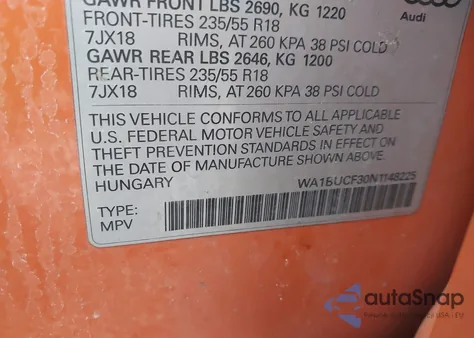 GAWR FRONT LBS 2690, KG 1220
FRONT-TIRES 235/55 R18
7JX18 RIMS, AT 260 KPA 38 PSI COLD
GAWR REAR LBS 2646, KG 1200
REAR-TIRES 235/55 R18
7JX18 RIMS, AT 260 KPA 38 PSI COLD
Audi
THIS VEHICLE CONFORMS TO ALL APPLICABLE
U.S. FEDERAL MOTOR VEHICLE SAFETY AND
THEFT PREVENTION STANDARDS IN EFFECT ON
THE DATE OF MANUFACTURE SHOWN ABOVE.
HUNGARY WA1BUCF30N1148225
TYPE:
MPV
autoSnap